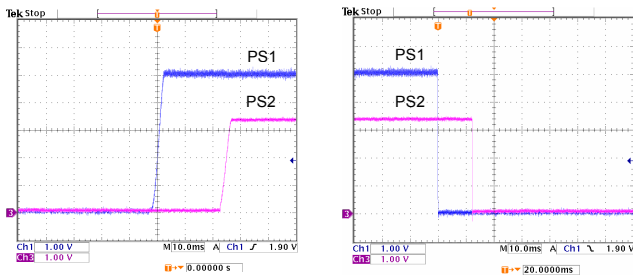 Tek Stop
T
T
PS1
PS2
3
Ch1 1.00 V M 10.0ms A Ch1 1.90 V
Ch3 1.00 V
T 0.00000 s
Tek Stop
T
T
PS1
PS2
3
Ch1 1.00 V M 10.0ms A Ch1 1.90 V
Ch3 1.00 V
T 20.0000ms